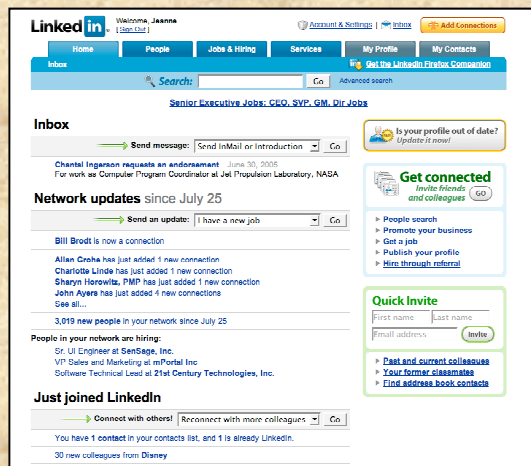 LinkedIn
Welcome, Jeanne
[Sign Out]
Account & Settings | Inbox
Add Connections
Home People Jobs & Hiring Services My Profile My Contacts
Inbox
Get the LinkedIn Firefox Companion
Search: Go Advanced search
Senior Executive Jobs: CEO, SVP, GM, Dir Jobs
Inbox
Send message: Send InMail or Introduction Go
Chantal Ingerson requests an endorsement June 30, 2005
For work as Computer Program Coordinator at Jet Propulsion Laboratory, NASA
Network updates since July 25
Send an update: I have a new job Go
Bill Brodt is now a connection
Allan Crohe has just added 1 new connection
Charlotte Linde has just added 1 new connection
Sharyn Horowitz, PMP has just added 1 new connection
John Ayers has just added 4 new connections
See all...
3,019 new people in your network since July 25
People in your network are hiring:
Sr. UI Engineer at SenSage, Inc.
VP Sales and Marketing at mPortal Inc
Software Technical Lead at 21st Century Technologies, Inc.
Just joined LinkedIn
Connect with others! Reconnect with more colleagues Go
You have 1 contact in your contacts list, and 1 is already LinkedIn.
30 new colleagues from Disney
Is your profile out of date?
Update it now!
Get connected
Invite friends
and colleagues GO
People search
Promote your business
Get a job
Publish your profile
Hire through referral
Quick Invite
First name Last name
Email address Invite
Past and current colleagues
Your former classmates
Find address book contacts